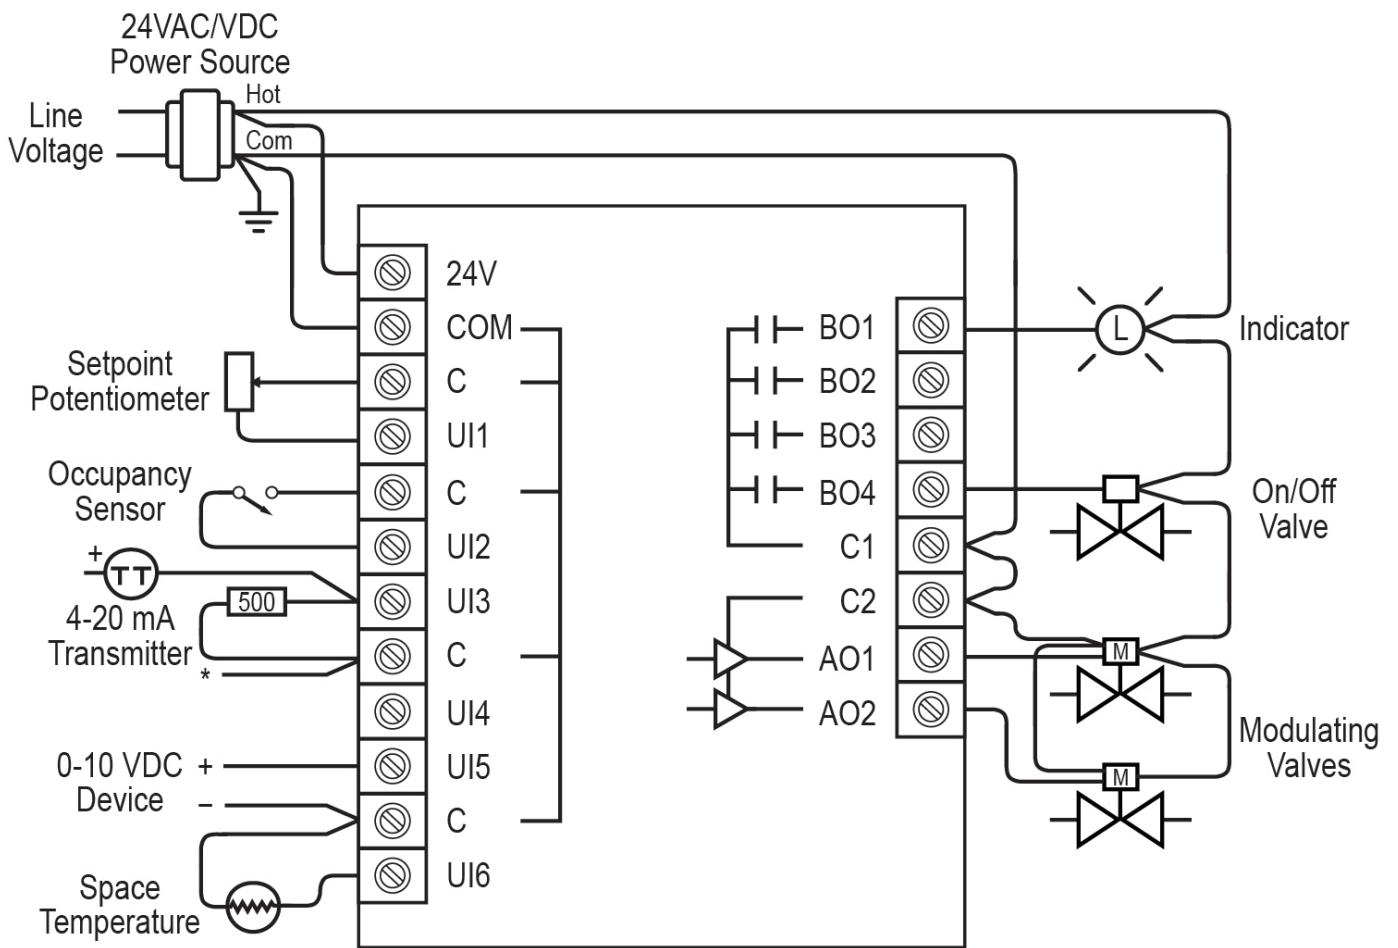 24VAC/VDC
Power Source
Hot
Line
Voltage
Com
24V
COM
Setpoint
Potentiometer
C
UI1
Occupancy
Sensor
C
UI2
+
TT
4-20 mA
Transmitter
500
UI3
C
*
UI4
0-10 VDC
Device
+
UI5
–
C
Space
Temperature
UI6
BO1
BO2
BO3
BO4
C1
C2
AO1
AO2
L
Indicator
On/Off
Valve
M
Modulating
Valves
M